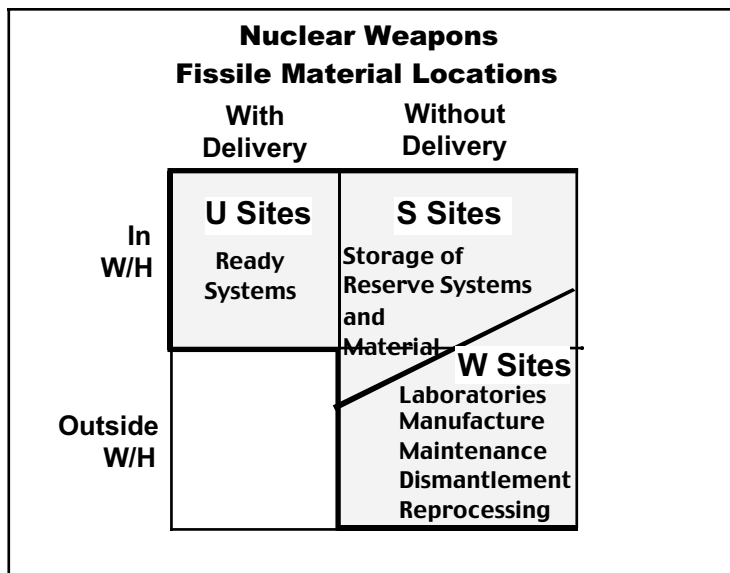 Nuclear Weapons
Fissile Material Locations
With
Delivery
Without
Delivery
In
W/H
U Sites
Ready
Systems
S Sites
Storage of
Reserve Systems
and
Material
Outside
W/H
W Sites
Laboratories
Manufacture
Maintenance
Dismantlement
Reprocessing